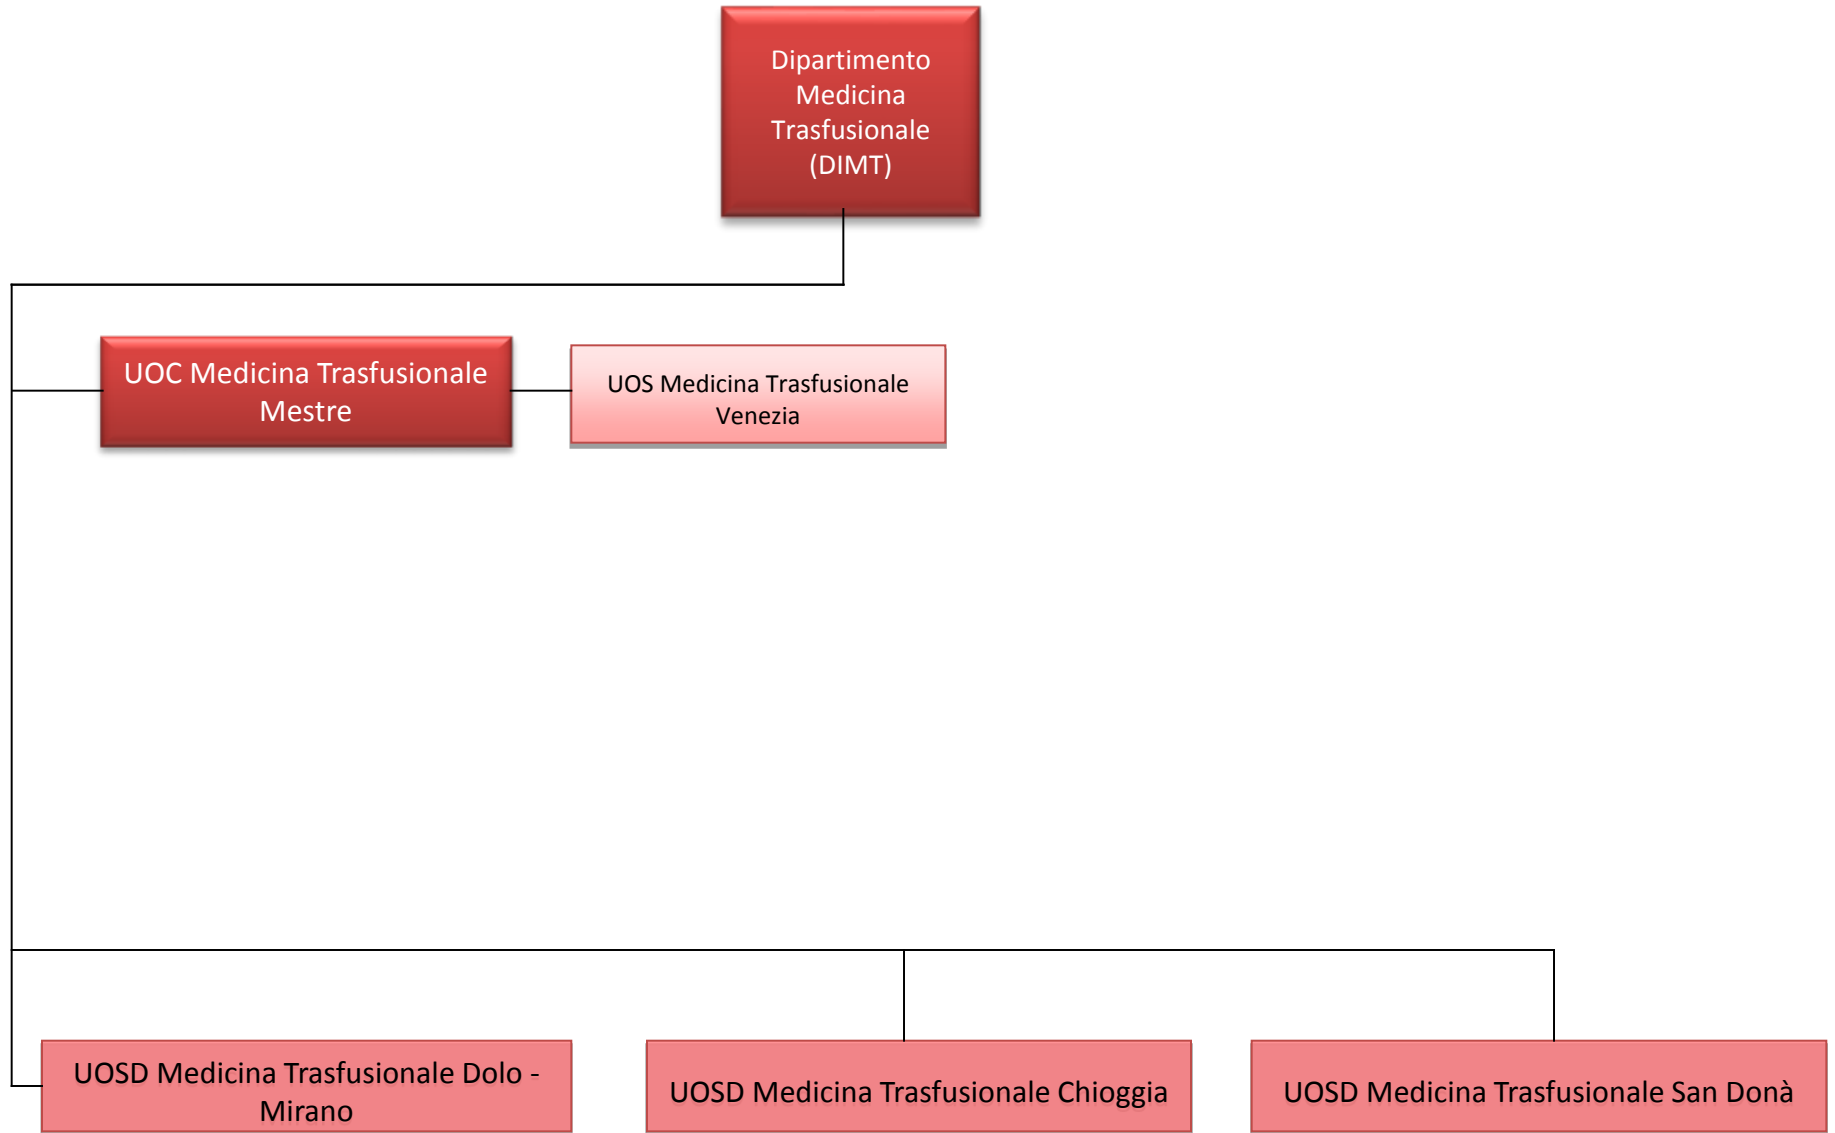 Dipartimento
Medicina
Trasfusionale
(DIMT)
UOC Medicina Trasfusionale
Mestre
UOS Medicina Trasfusionale
Venezia
UOSD Medicina Trasfusionale Dolo -
Mirano
UOSD Medicina Trasfusionale Chioggia
UOSD Medicina Trasfusionale San Donà